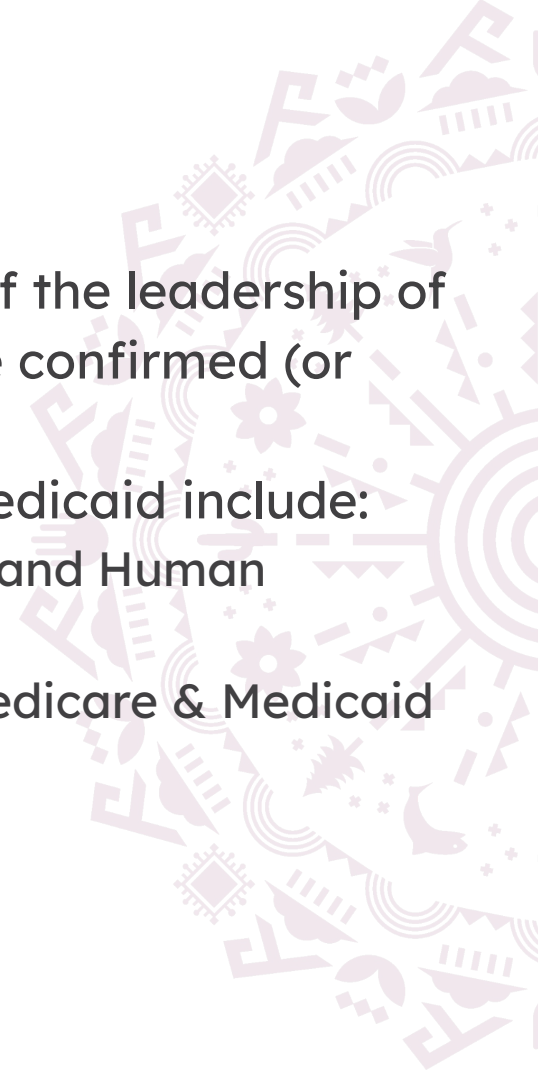 f the leadership of
confirmed (or
edicaid include:
and Human
edicare & Medicaid